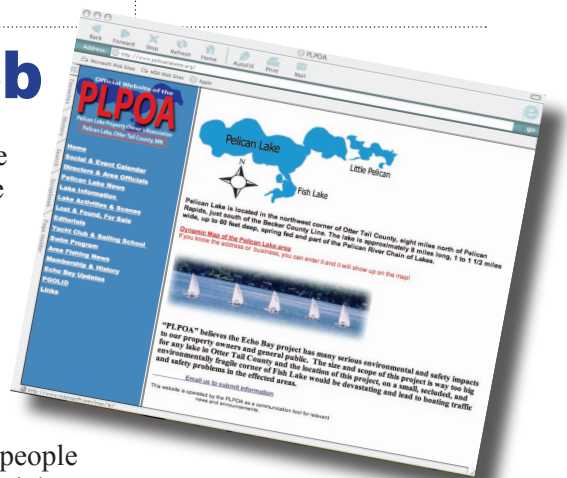 b
e
e
people
PLPOA
Back Forward Stop Refresh Home AutoFill Print Mail
Address: go
Microsoft Web Sites MSN Web Sites Apple
Official Website of the
PLPOA
Pelican Lake Property Owner's Association
Pelican Lake, Otter Tail County, MN
Home
Social & Event Calendar
Directors & Area Officials
Pelican Lake News
Lake Information
Lake Activities & Scenes
Lost & Found, For Sale
Editorials
Yacht Club & Sailing School
Swim Program
Area Fishing News
Membership & History
Echo Bay Updates
PGOLID
Links
Pelican Lake
Little Pelican
N
Fish Lake
Pelican Lake is located in the northwest corner of Otter Tail County, eight miles north of Pelican
Rapids, just south of the Becker County Line. The lake is approximately 8 miles long, 1 to 1 1/2 miles
wide, up to 60 feet deep, spring fed and part of the Pelican River Chain of Lakes.
Dynamic Map of the Pelican Lake area
If you know the address or business, you can enter it and it will show up on the map!
"PLPOA" believes the Echo Bay project has many serious environmental and safety impacts
to our property owners and general public. The size and scope of this project is way too big
for any lake in Otter Tail County and the location of this project, on a small, secluded, and
environmentally fragile corner of Fish Lake would be devastating and lead to boating traffic
and safety problems in the effected areas.
Email us to submit information
This website is operated by the PLPOA as a communication tool for relevant
news and announcements.